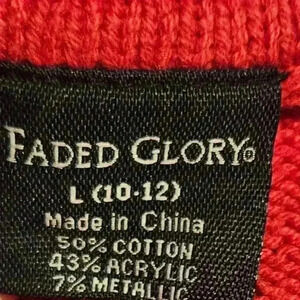 FADED GLORY®
L (10-12)
Made in China
50% COTTON
43% ACRYLIC
7% METALLIC